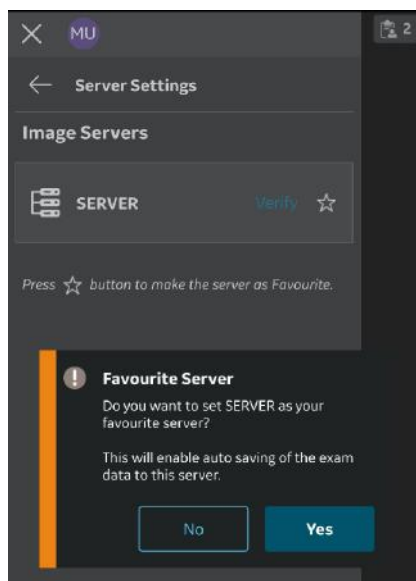 MU
2
Server Settings
Image Servers
SERVER Verify
Press button to make the server as Favourite.
Favourite Server
Do you want to set SERVER as your
favourite server?
This will enable auto saving of the exam
data to this server.
No Yes